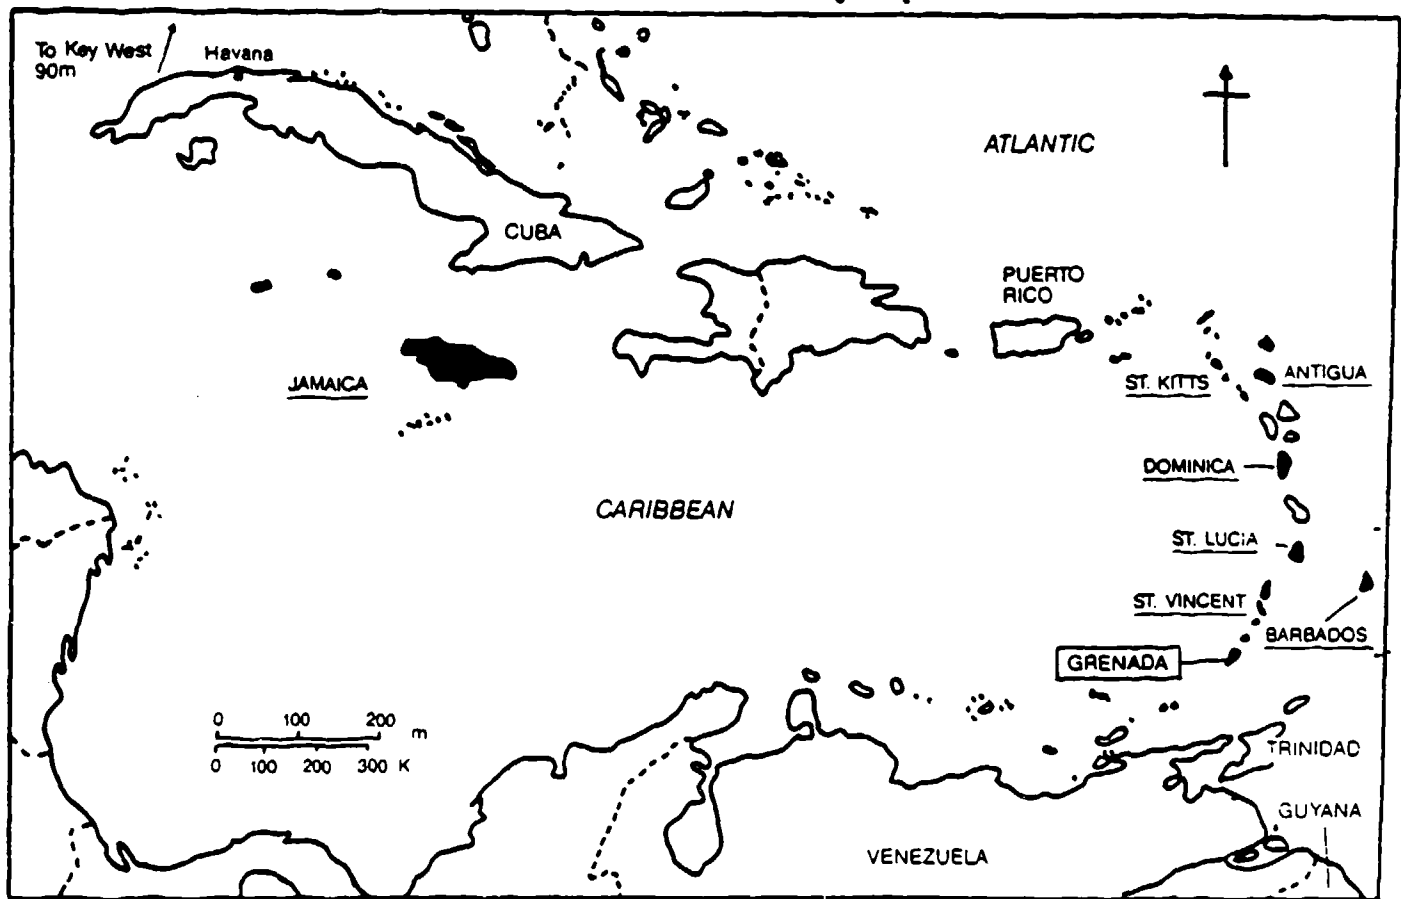 To Key West
90m
Havana
ATLANTIC
CUBA
PUERTO
RICO
JAMAICA
ST. KITTS
ANTIGUA
DOMINICA
CARIBBEAN
ST. LUCIA
ST. VINCENT
BARBADOS
GRENADA
0 100 200 m
0 100 200 300 K
TRINIDAD
GUYANA
VENEZUELA